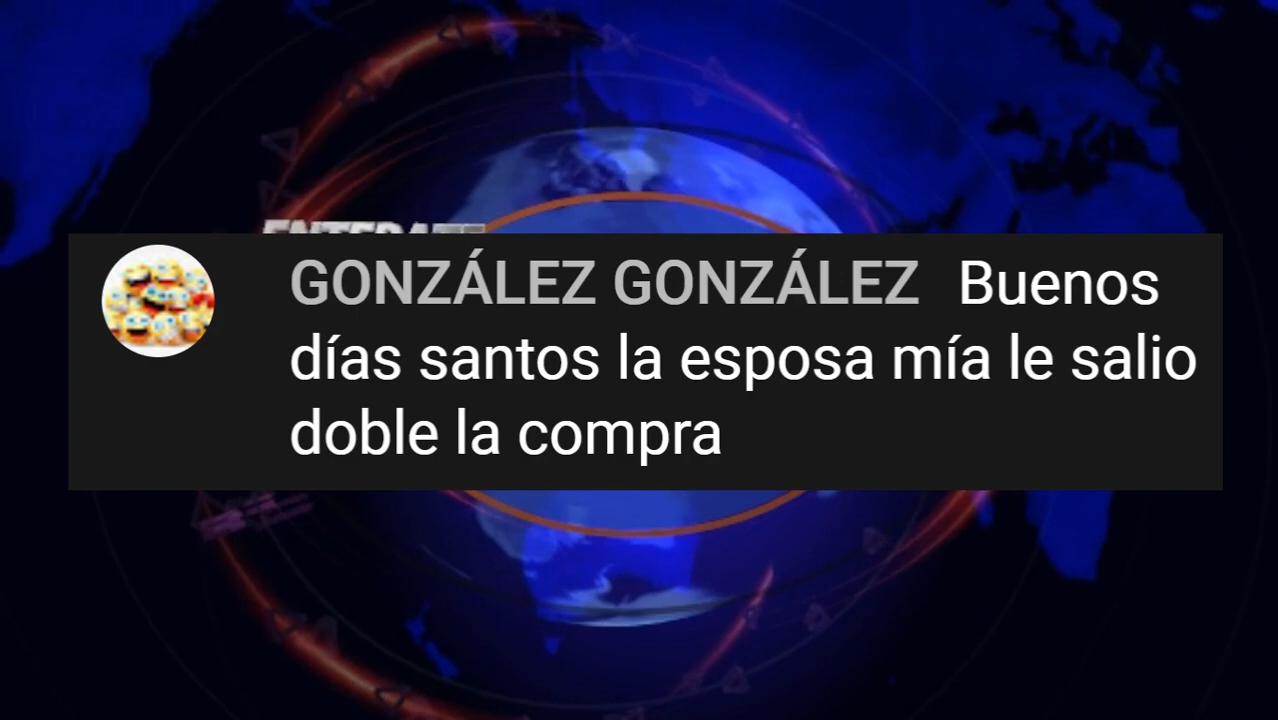 GONZÁLEZ GONZÁLEZ Buenos
días santos la esposa mía le salio
doble la compra